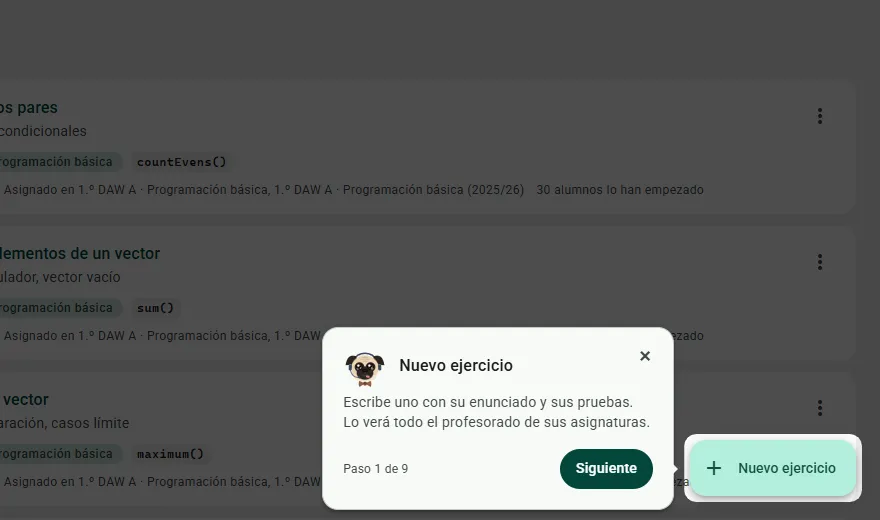 os pares
condicionales
rogramación básica countEvens()
Asignado en 1.º DAW A · Programación básica, 1.º DAW A · Programación básica (2025/26) 30 alumnos lo han empezado
lementos de un vector
ulador, vector vacío
rogramación básica sum()
Asignado en 1.º DAW A · Programación básica, 1.º DAW
ezado
Nuevo ejercicio
Escribe uno con su enunciado y sus pruebas.
Lo verá todo el profesorado de sus asignaturas.
Paso 1 de 9
Siguiente
vector
aración, casos límite
rogramación básica maximum()
Asignado en 1.º DAW A · Programación básica, 1.º DAW
eza
+ Nuevo ejercicio